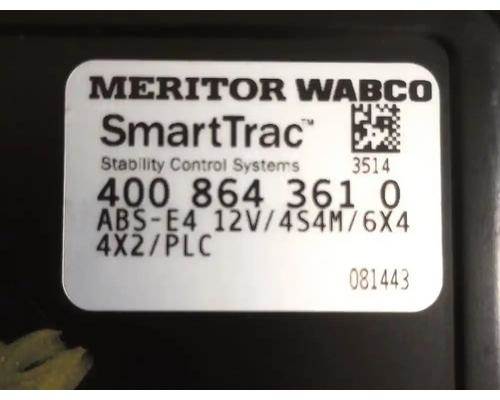 MERITOR WABCO
SmartTrac™
Stability Control Systems 3514
400 864 361 0
ABS-E4 12V/4S4M/6X4
4X2/PLC
081443